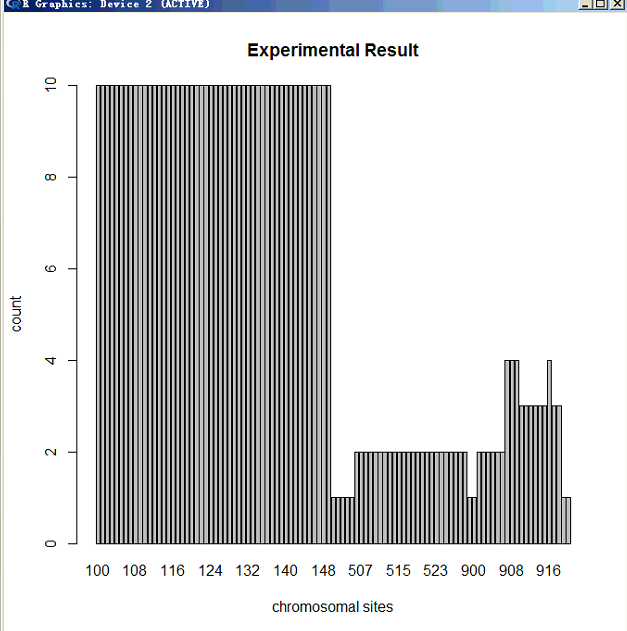 R Graphics: Device 2 (ACTIVE)
Experimental Result
10
8
6
4
2
0
count
100 108 116 124 132 140 148 507 515 523 900 908 916
chromosomal sites